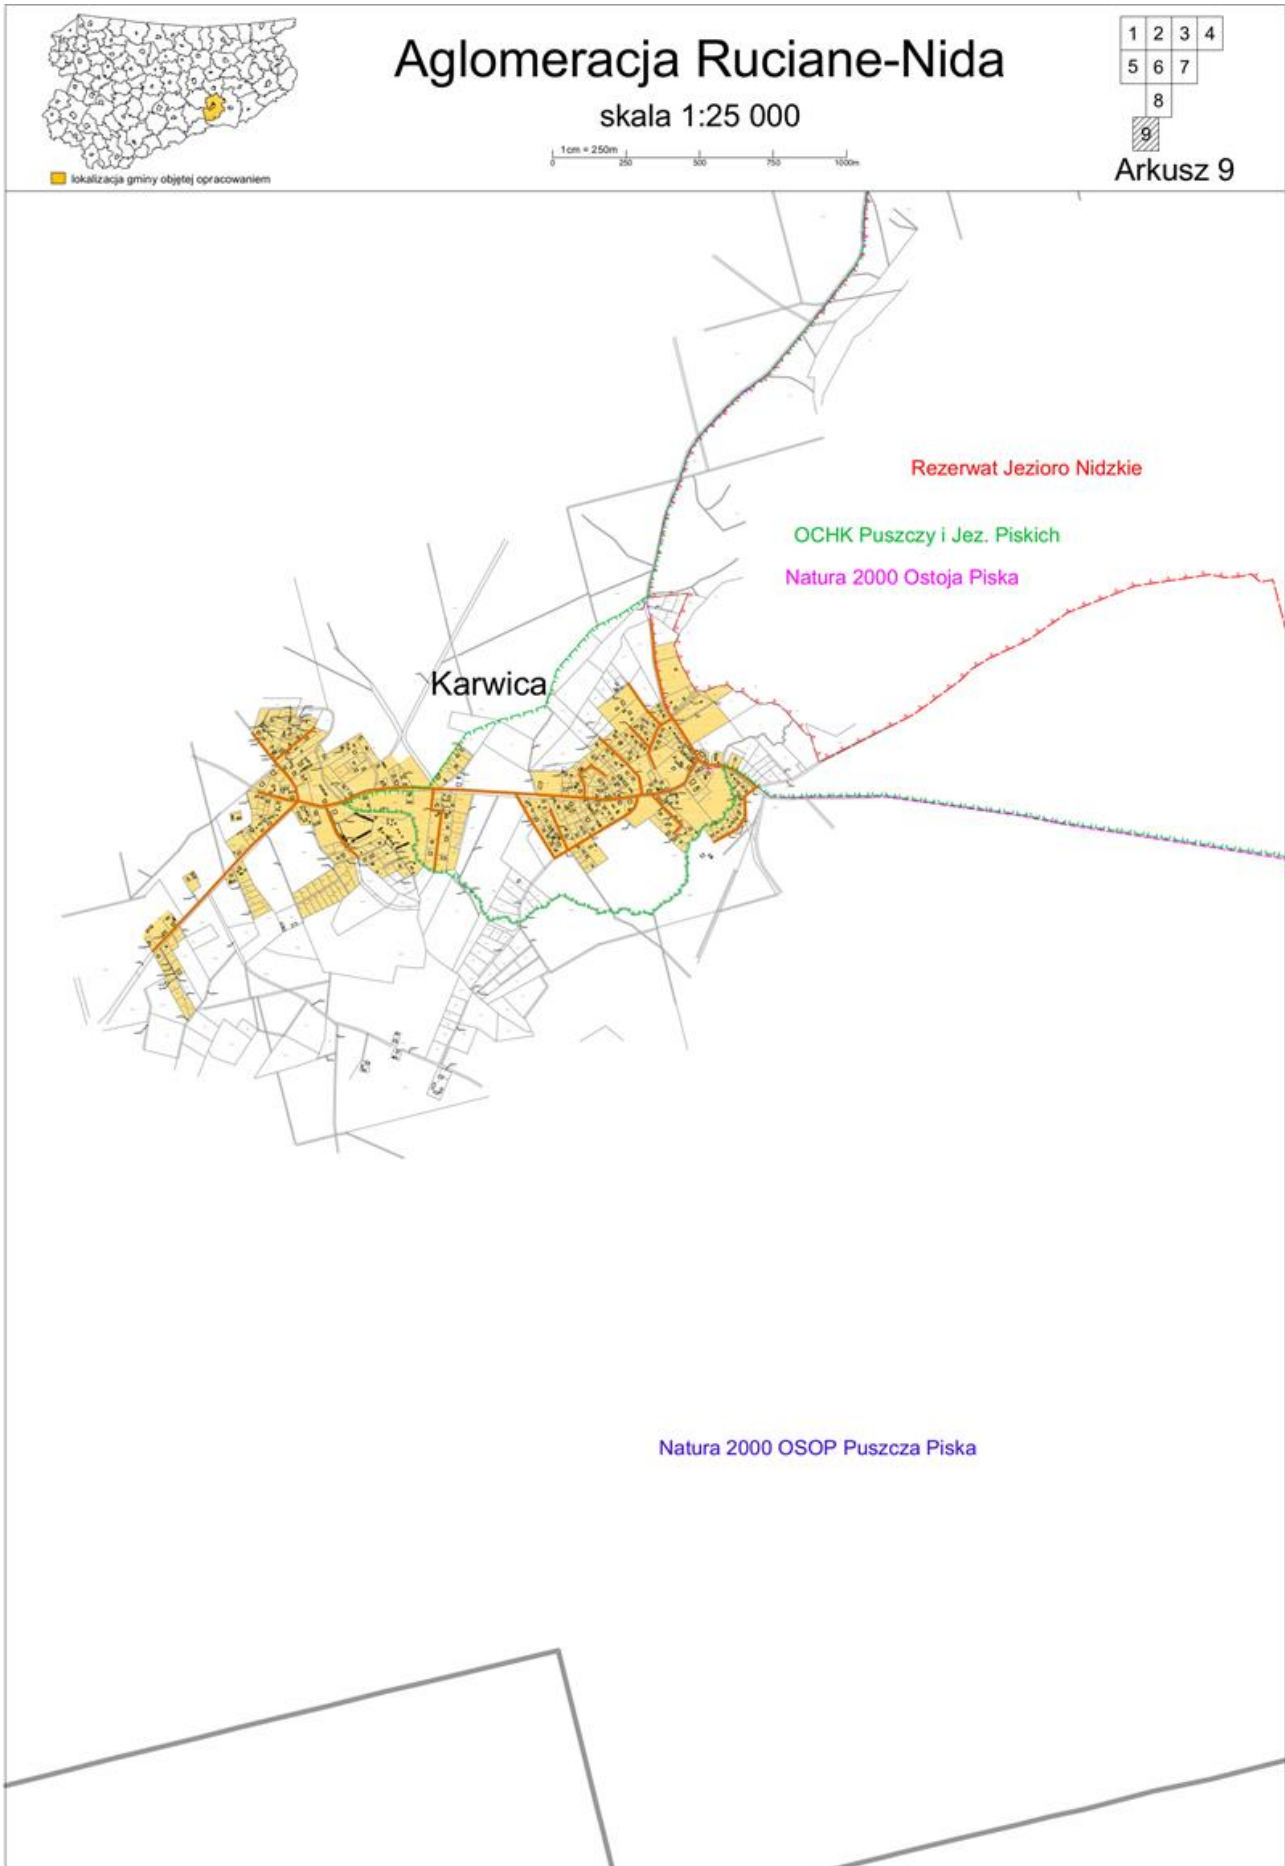 Aglomeracja Ruciane-Nida
skala 1:25 000
1cm = 250m
0 250 500 750 1000m
lokalizacja gminy objętej opracowaniem
1 2 3 4
5 6 7
8
9
Arkusz 9
Rezerwat Jezioro Nidzkie
OCHK Puszczy i Jez. Piskich
Natura 2000 Ostoja Piska
Karwica
Natura 2000 OSOP Puszcza Piska